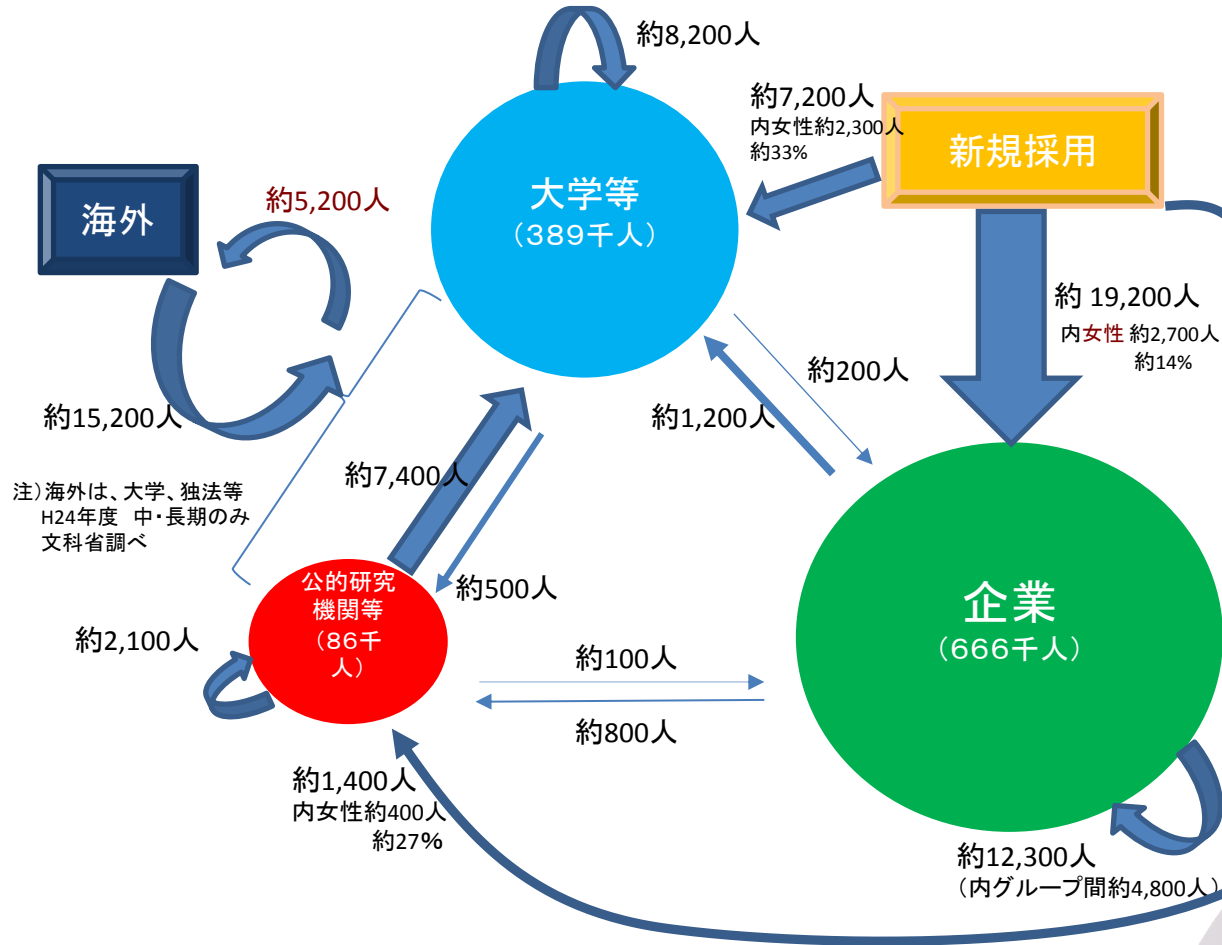 約8,200人
約7,200人
内女性約2,300人
約33%
新規採用
海外
約5,200人
大学等
（389千人）
約 19,200人
内女性 約2,700人
約14%
約200人
約1,200人
約15,200人
約7,400人
注）海外は、大学、独法等
H24年度 中・長期のみ
文科省調べ
公的研究
機関等
（86千
人）
約500人
企業
（666千人）
約2,100人
約100人
約800人
約1,400人
内女性約400人
約27%
約12,300人
（内グループ間約4,800人）